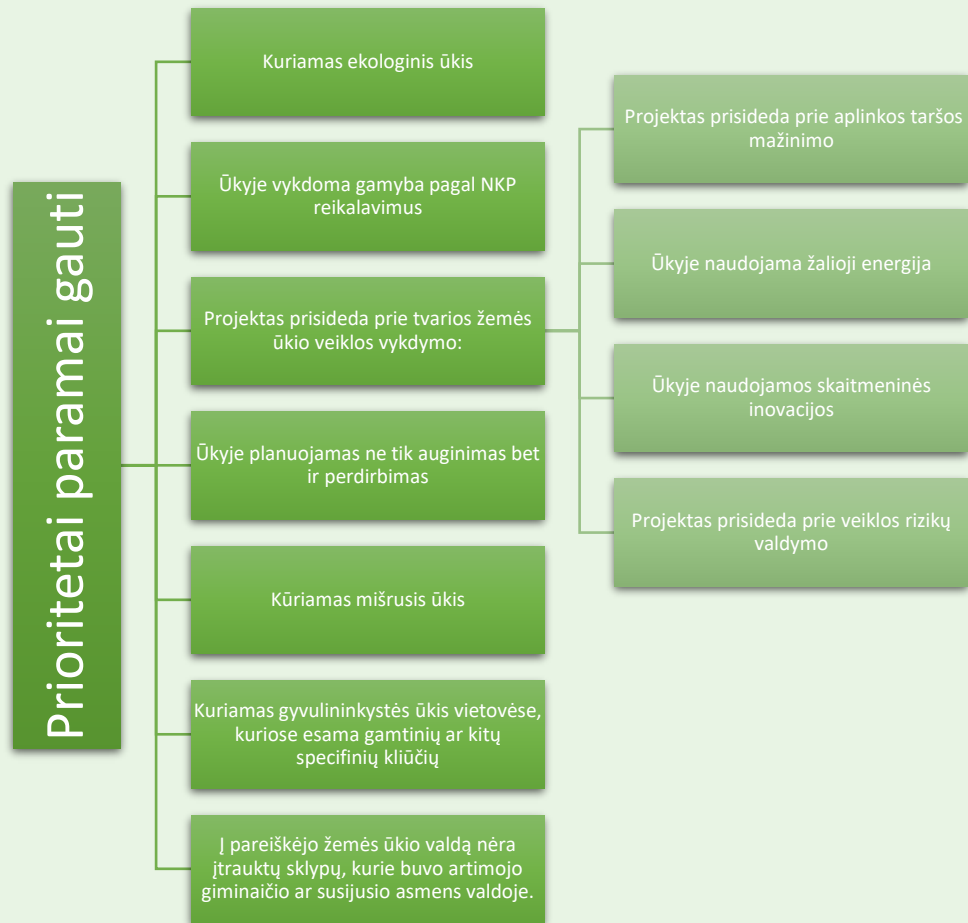 Prioritetai paramai gauti
Kuriamas ekologinis ūkis
Ūkyje vykdoma gamyba pagal NKP
reikalavimus
Projektas prisideda prie tvarios žemės
ūkio veiklos vykdymo:
Projektas prisideda prie aplinkos taršos
mažinimo
Ūkyje naudojama žalioji energija
Ūkyje naudojamos skaitmeninės
inovacijos
Projektas prisideda prie veiklos rizikų
valdymo
Ūkyje planuojamas ne tik auginimas bet
ir perdirbimas
Kūriamas mišrusis ūkis
Kuriamas gyvulininkystės ūkis vietovėse,
kuriose esama gamtinių ar kitų
specifinių kliūčių
Į pareiškėjo žemės ūkio valdą nėra
įtrauktų sklypų, kurie buvo artimojo
giminaičio ar susijusio asmens valdoje.